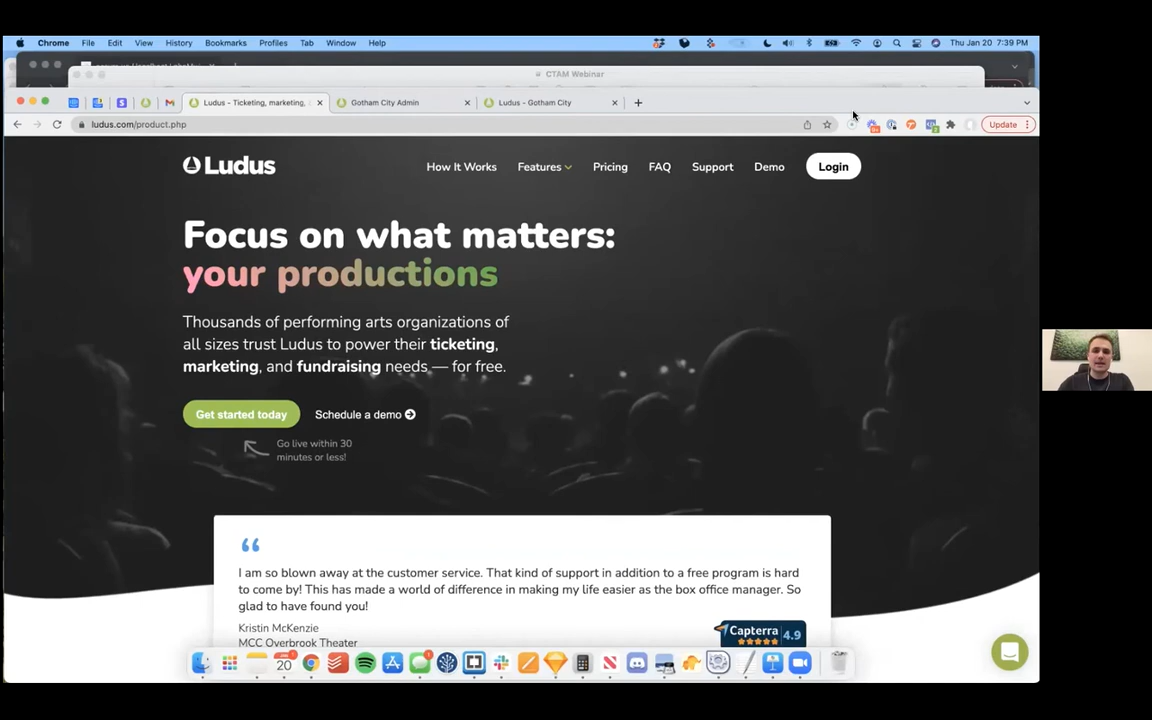 Chrome File Edit View History Bookmarks Profiles Tab Window Help Thu Jan 20 7:39 PM
CTAM Webinar
Ludus - Ticketing, marketing, Gotham City Admin Ludus - Gotham City
ludus.com/product.php Update
Ludus How It Works Features Pricing FAQ Support Demo Login
Focus on what matters:
your productions
Thousands of performing arts organizations of
all sizes trust Ludus to power their ticketing,
marketing, and fundraising needs — for free.
Get started today Schedule a demo
Go live within 30
minutes or less!
“
I am so blown away at the customer service. That kind of support in addition to a free program is hard
to come by! This has made a world of difference in making my life easier as the box office manager. So
glad to have found you!
Kristin McKenzie
MCC Overbrook Theater
Capterra 4.9
20